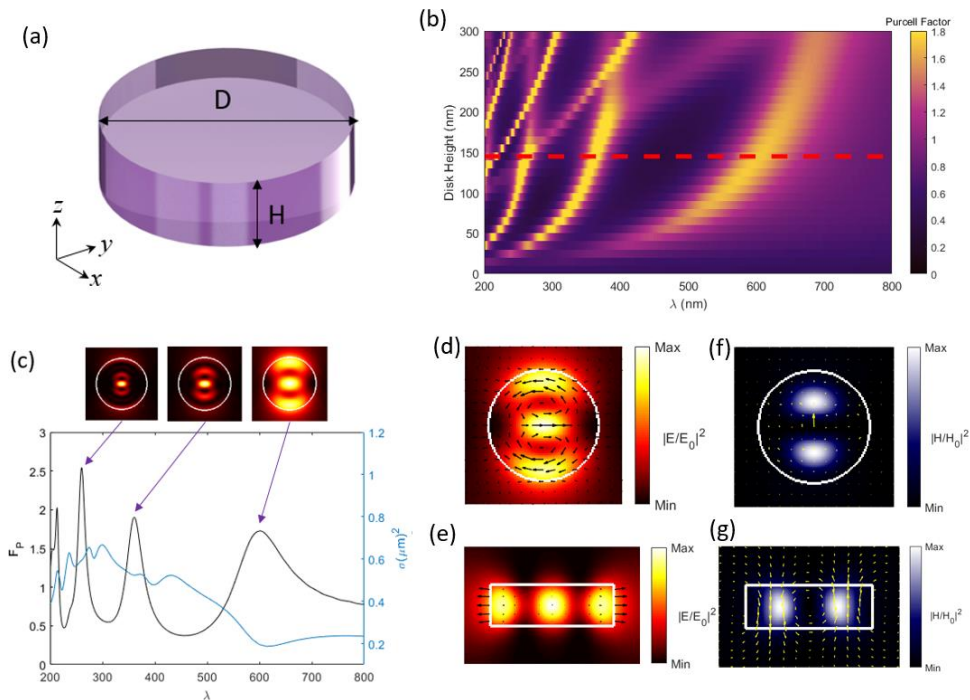 (a)
D
H
z
y
x
(b)
Purcell Factor
300
250
200
150
100
50
0
Disk Height (nm)
200 300 400 500 600 700 800
λ (nm)
1.8
1.6
1.4
1.2
1
0.8
0.6
0.4
0.2
0
(c)
3
2.5
2
1.5
1
0.5
0
F_P
200 300 400 500 600 700 800
λ
1.2
1
0.8
0.6
0.4
0.2
σ(μm)²
(d)
Max
|E/E₀|²
Min
(f)
Max
|H/H₀|²
Min
(e)
Max
|E/E₀|²
Min
(g)
Max
|H/H₀|²
Min